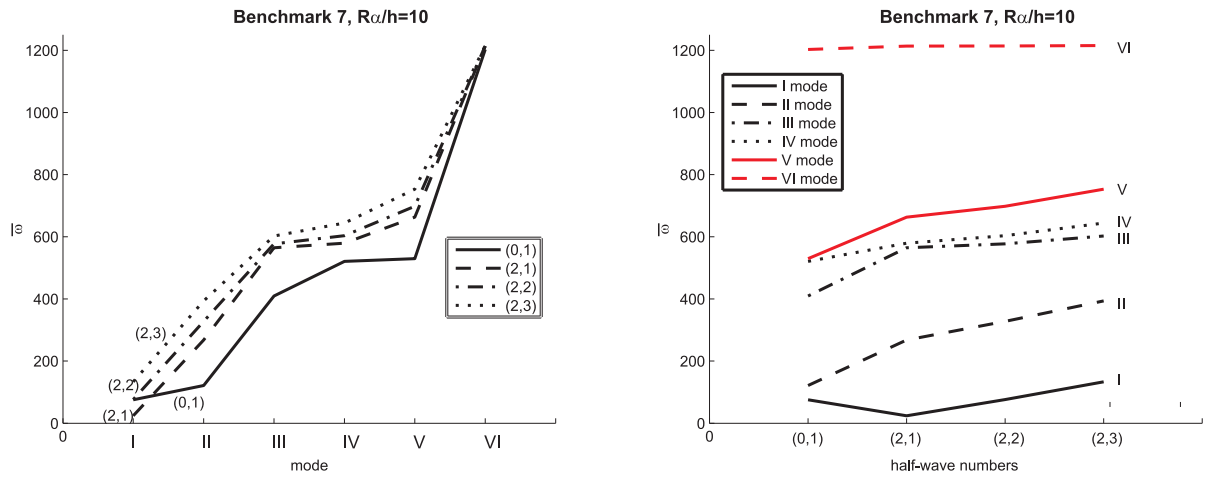 Benchmark 7, Rα/h=10
1200
1000
800
600
400
200
0
0
ω̅
(2,3)
(2,2)
(2,1)
(0,1)
(0,1)
(2,1)
(2,2)
(2,3)
I
II
III
IV
V
VI
mode
Benchmark 7, Rα/h=10
1200
1000
800
600
400
200
0
0
ω̅
I mode
II mode
III mode
IV mode
V mode
VI mode
VI
V
IV
III
II
I
(0,1)
(2,1)
(2,2)
(2,3)
half-wave numbers